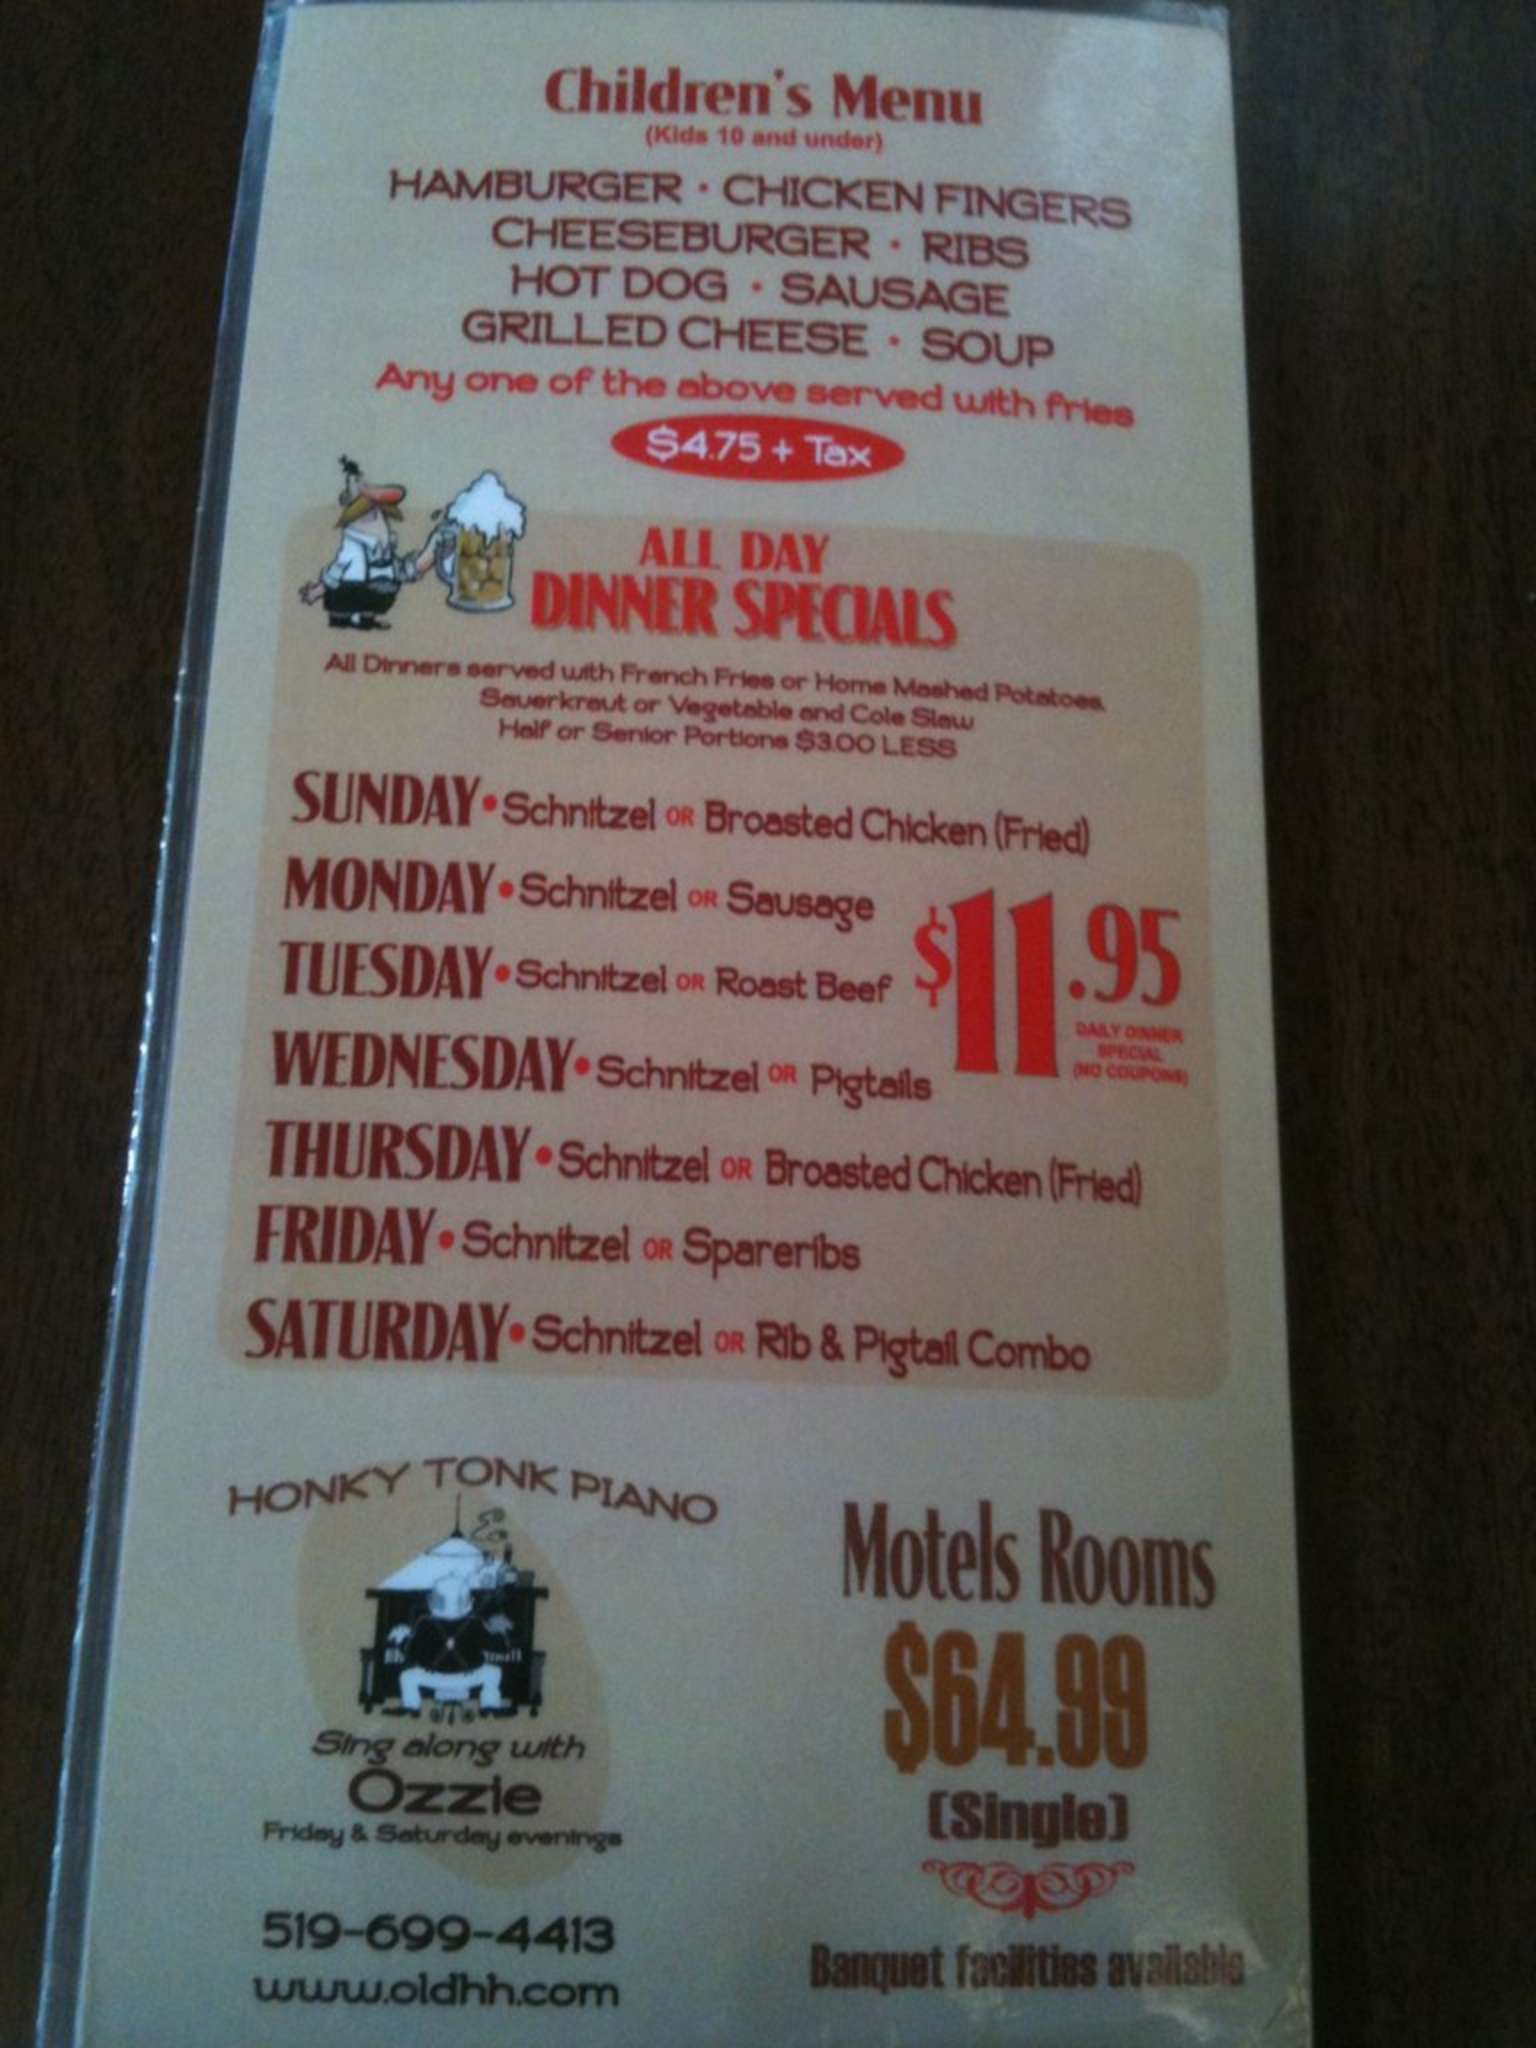 Children's Menu
(Kids 10 and under)
HAMBURGER • CHICKEN FINGERS
CHEESEBURGER • RIBS
HOT DOG • SAUSAGE
GRILLED CHEESE • SOUP
Any one of the above served with fries
$4.75 + Tax
ALL DAY
DINNER SPECIALS
All Dinners served with French Fries or Home Mashed Potatoes,
Sauerkraut or Vegetable and Cole Slaw
Half or Senior Portions $3.00 LESS
SUNDAY • Schnitzel OR Broasted Chicken (Fried)
MONDAY • Schnitzel OR Sausage
TUESDAY • Schnitzel OR Roast Beef
$11.95
DAILY DINNER
SPECIAL
(NO COUPONS)
WEDNESDAY • Schnitzel OR Pigtails
THURSDAY • Schnitzel OR Broasted Chicken (Fried)
FRIDAY • Schnitzel OR Spareribs
SATURDAY • Schnitzel OR Rib & Pigtail Combo
HONKY TONK PIANO
Sing along with
Ozzie
Friday & Saturday evenings
519-699-4413
www.oldhh.com
Motels Rooms
$64.99
(Single)
Banquet facilities available